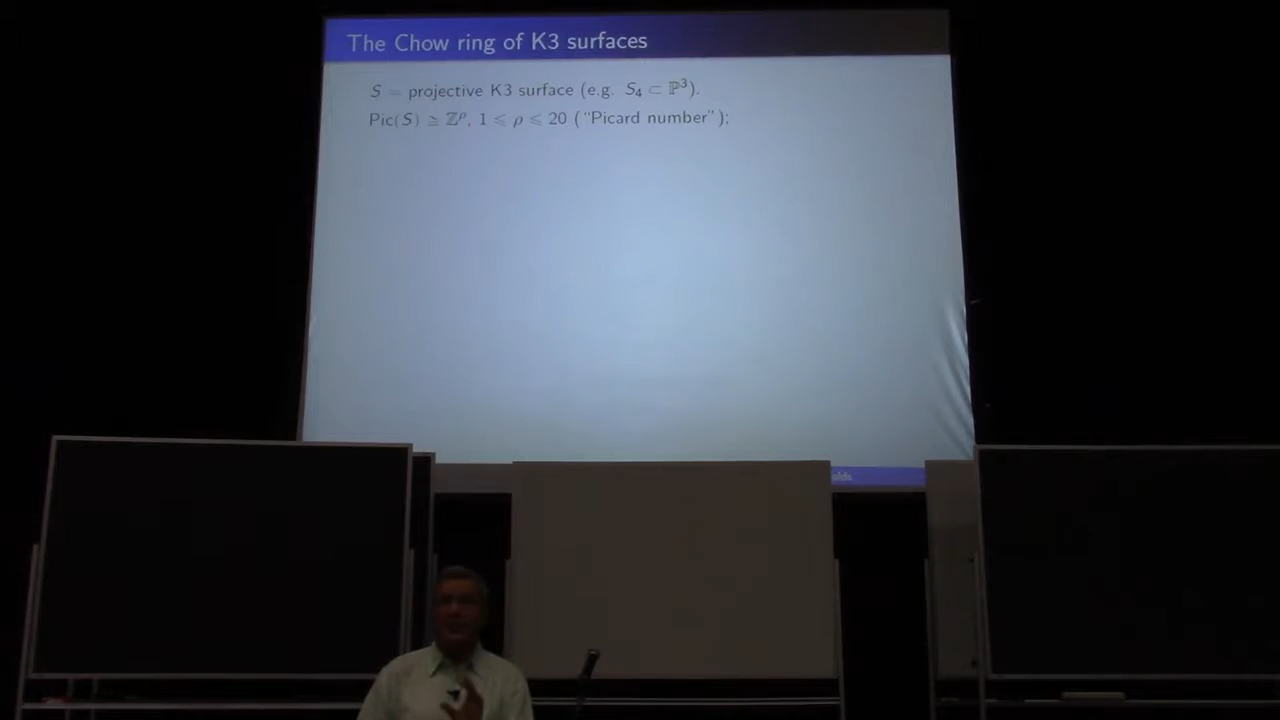 The Chow ring of K3 surfaces
S = projective K3 surface (e.g. S₄ ⊂ ℙ³).
Pic(S) ≅ ℤ^ρ, 1 ⩽ ρ ⩽ 20 ("Picard number");